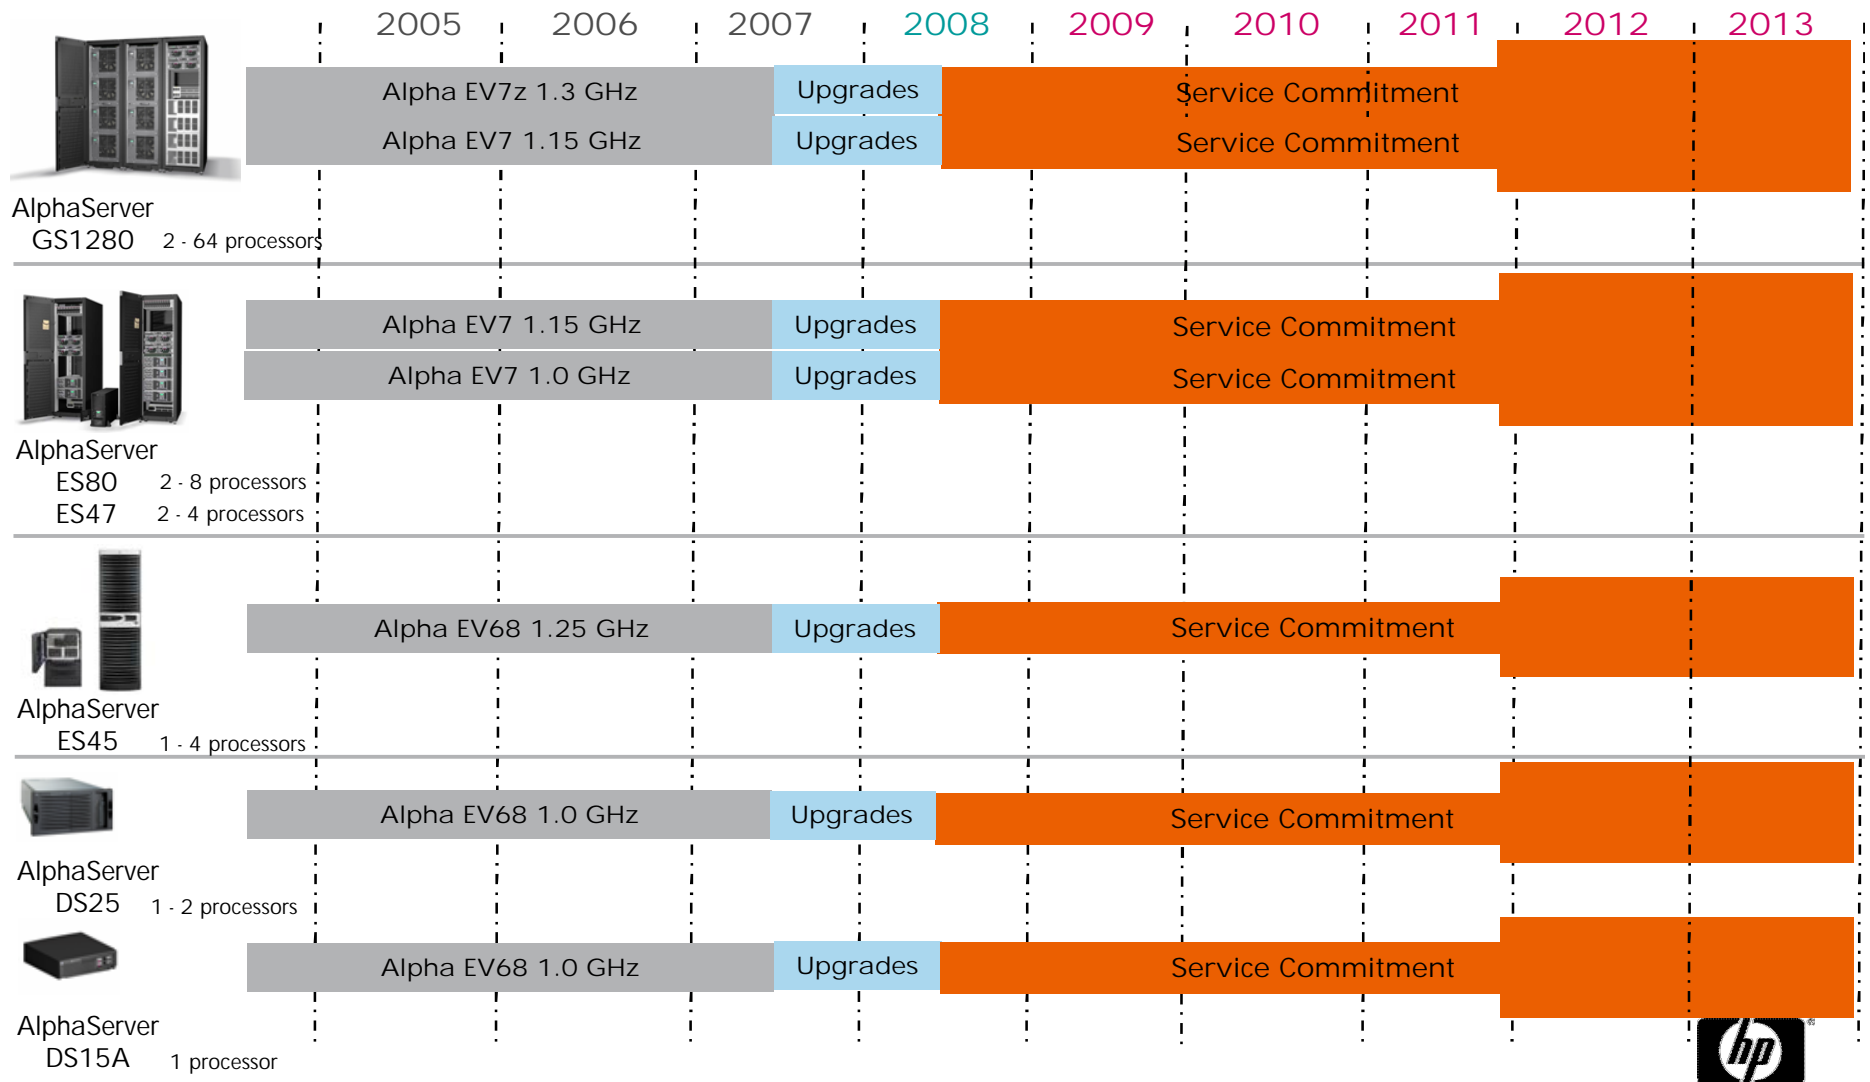 2005 2006 2007 2008 2009 2010 2011 2012 2013
Alpha EV7z 1.3 GHz Upgrades Service Commitment
Alpha EV7 1.15 GHz Upgrades Service Commitment
AlphaServer
GS1280 2 - 64 processors
Alpha EV7 1.15 GHz Upgrades Service Commitment
Alpha EV7 1.0 GHz Upgrades Service Commitment
AlphaServer
ES80 2 - 8 processors
ES47 2 - 4 processors
Alpha EV68 1.25 GHz Upgrades Service Commitment
AlphaServer
ES45 1 - 4 processors
Alpha EV68 1.0 GHz Upgrades Service Commitment
AlphaServer
DS25 1 - 2 processors
Alpha EV68 1.0 GHz Upgrades Service Commitment
AlphaServer
DS15A 1 processor
hp